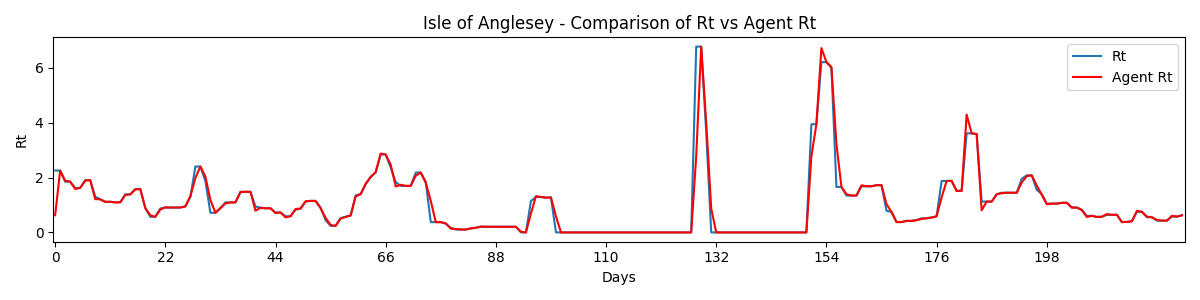 Isle of Anglesey - Comparison of Rt vs Agent Rt
Rt
Agent Rt
6
4
2
0
Rt
0 22 44 66 88 110 132 154 176 198
Days